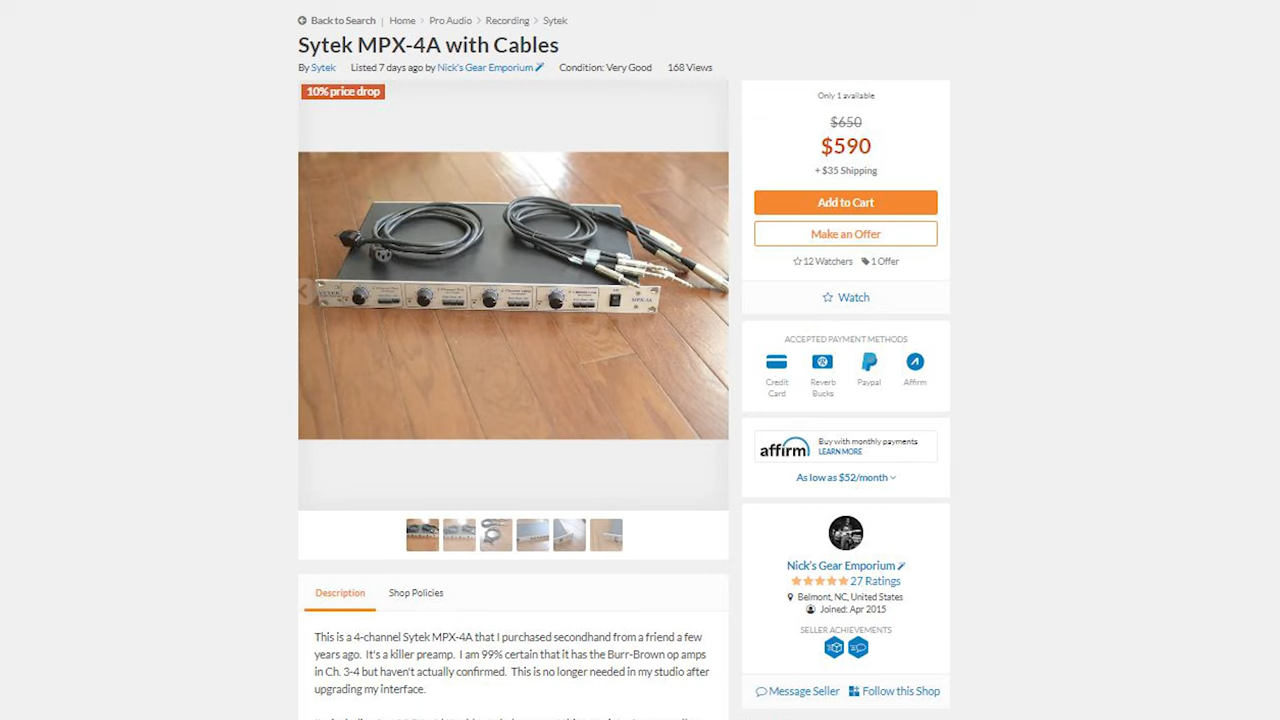 Back to Search | Home > Pro Audio > Recording > Sytek
Sytek MPX-4A with Cables
By Sytek Listed 7 days ago by Nick's Gear Emporium Condition: Very Good 168 Views
10% price drop
SYTEK
MPX-4A
Only 1 available
$650
$590
+ $35 Shipping
Add to Cart
Make an Offer
12 Watchers 1 Offer
Watch
ACCEPTED PAYMENT METHODS
Credit Card
Reverb Bucks
Paypal
Affirm
affirm
Buy with monthly payments
LEARN MORE
As low as $52/month
Nick's Gear Emporium
27 Ratings
Belmont, NC, United States
Joined: Apr 2015
SELLER ACHIEVEMENTS
Message Seller Follow this Shop
Description Shop Policies
This is a 4-channel Sytek MPX-4A that I purchased secondhand from a friend a few
years ago. It's a killer preamp. I am 99% certain that it has the Burr-Brown op amps
in Ch. 3-4 but haven't actually confirmed. This is no longer needed in my studio after
upgrading my interface.